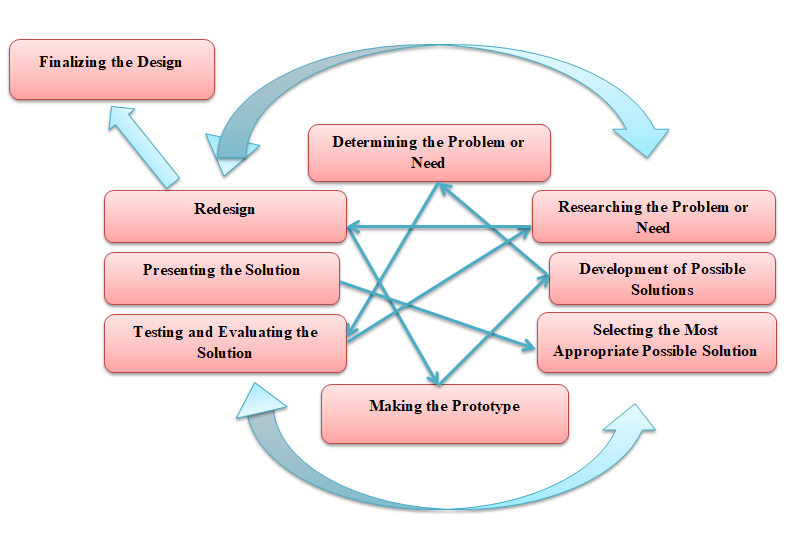 Finalizing the Design
Determining the Problem or
Need
Redesign
Researching the Problem or
Need
Presenting the Solution
Development of Possible
Solutions
Testing and Evaluating the
Solution
Selecting the Most
Appropriate Possible Solution
Making the Prototype